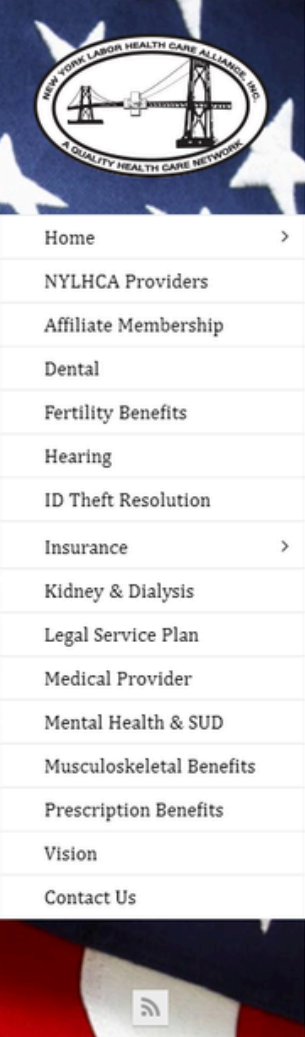 NEW YORK LABOR HEALTH CARE ALLIANCE, INC.
A QUALITY HEALTH CARE NETWORK
Home
NYLHCA Providers
Affiliate Membership
Dental
Fertility Benefits
Hearing
ID Theft Resolution
Insurance
Kidney & Dialysis
Legal Service Plan
Medical Provider
Mental Health & SUD
Musculoskeletal Benefits
Prescription Benefits
Vision
Contact Us